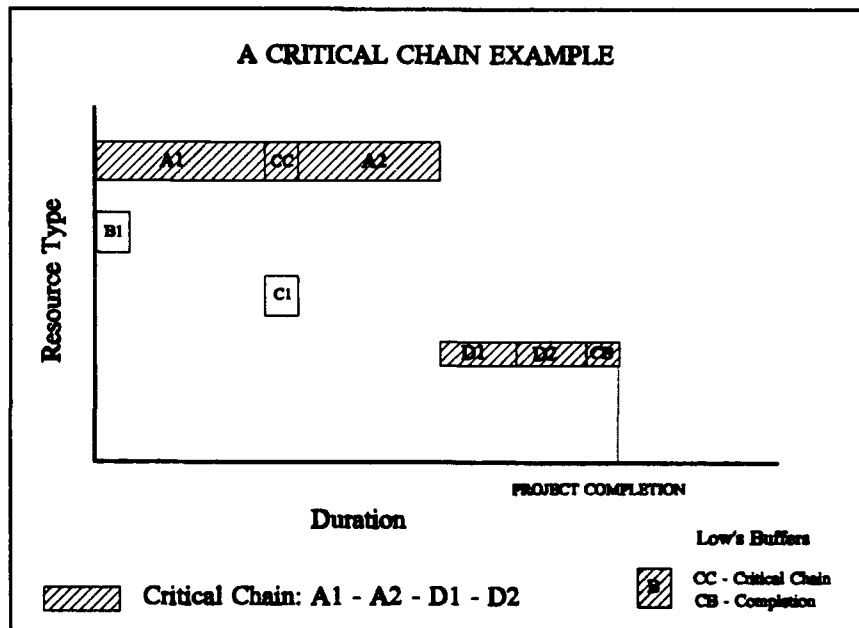 A CRITICAL CHAIN EXAMPLE
A1 CC A2
B1
C1
D1 D2 CB
Resource Type
PROJECT COMPLETION
Duration
Low's Buffers
B CC - Critical Chain
CB - Completion
Critical Chain: A1 - A2 - D1 - D2